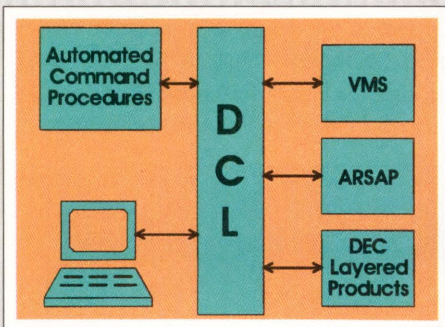 Automated
Command
Procedures
D
C
L
VMS
ARSAP
DEC
Layered
Products